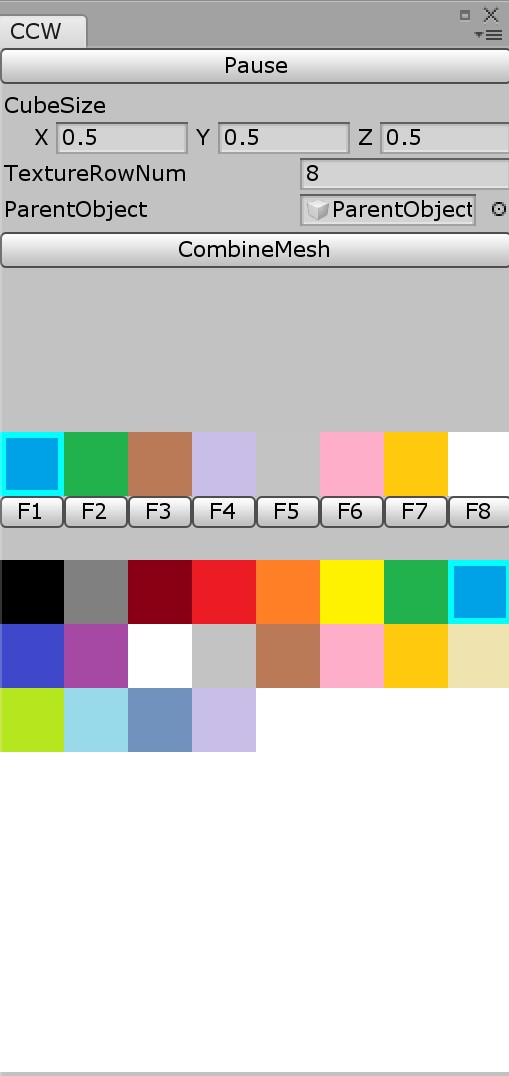 CCW
Pause
CubeSize
X 0.5 Y 0.5 Z 0.5
TextureRowNum 8
ParentObject ParentObject
CombineMesh
F1 F2 F3 F4 F5 F6 F7 F8